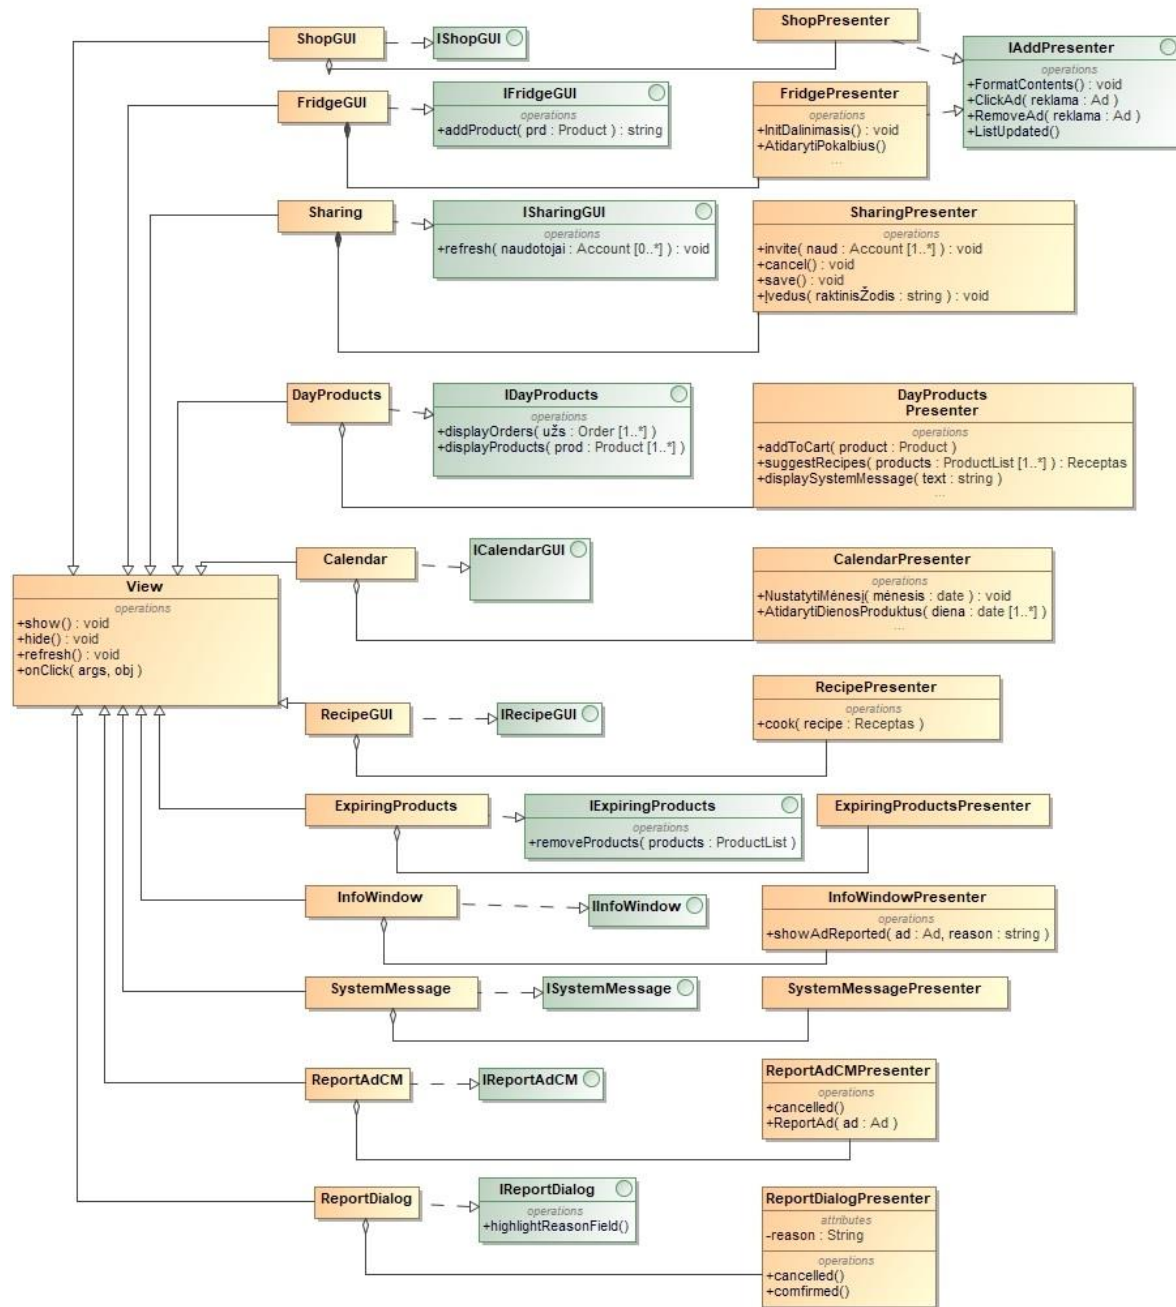 ShopGUI
IShopGUI
ShopPresenter
IAddPresenter
operations
+FormatContents() : void
+ClickAd( reklama : Ad )
+RemoveAd( reklama : Ad )
+ListUpdated()
FridgeGUI
IFridgeGUI
operations
+addProduct( prd : Product ) : string
FridgePresenter
operations
+InitDalinimasis() : void
+AtidarytiPokalbius()
...
Sharing
ISharingGUI
operations
+refresh( naudotojai : Account [0..*] ) : void
SharingPresenter
operations
+invite( naud : Account [1..*] ) : void
+cancel() : void
+save() : void
+Įvedus( raktinisŽodis : string ) : void
DayProducts
IDayProducts
operations
+displayOrders( užs : Order [1..*] )
+displayProducts( prod : Product [1..*] )
DayProducts
Presenter
operations
+addToCart( product : Product )
+suggestRecipes( products : ProductList [1..*] ) : Receptas
+displaySystemMessage( text : string )
...
Calendar
ICalendarGUI
CalendarPresenter
operations
+NustatytiMėnesį( mėnesis : date ) : void
+AtidarytiDienosProduktus( diena : date [1..*] )
...
View
operations
+show() : void
+hide() : void
+refresh() : void
+onClick( args, obj )
RecipeGUI
IRecipeGUI
RecipePresenter
operations
+cook( recipe : Receptas )
ExpiringProducts
IExpiringProducts
operations
+removeProducts( products : ProductList )
ExpiringProductsPresenter
InfoWindow
IInfoWindow
InfoWindowPresenter
operations
+showAdReported( ad : Ad, reason : string )
SystemMessage
ISystemMessage
SystemMessagePresenter
ReportAdCM
IReportAdCM
ReportAdCMPresenter
operations
+cancelled()
+ReportAd( ad : Ad )
ReportDialog
IReportDialog
operations
+highlightReasonField()
ReportDialogPresenter
attributes
-reason : String
operations
+cancelled()
+comfirmed()